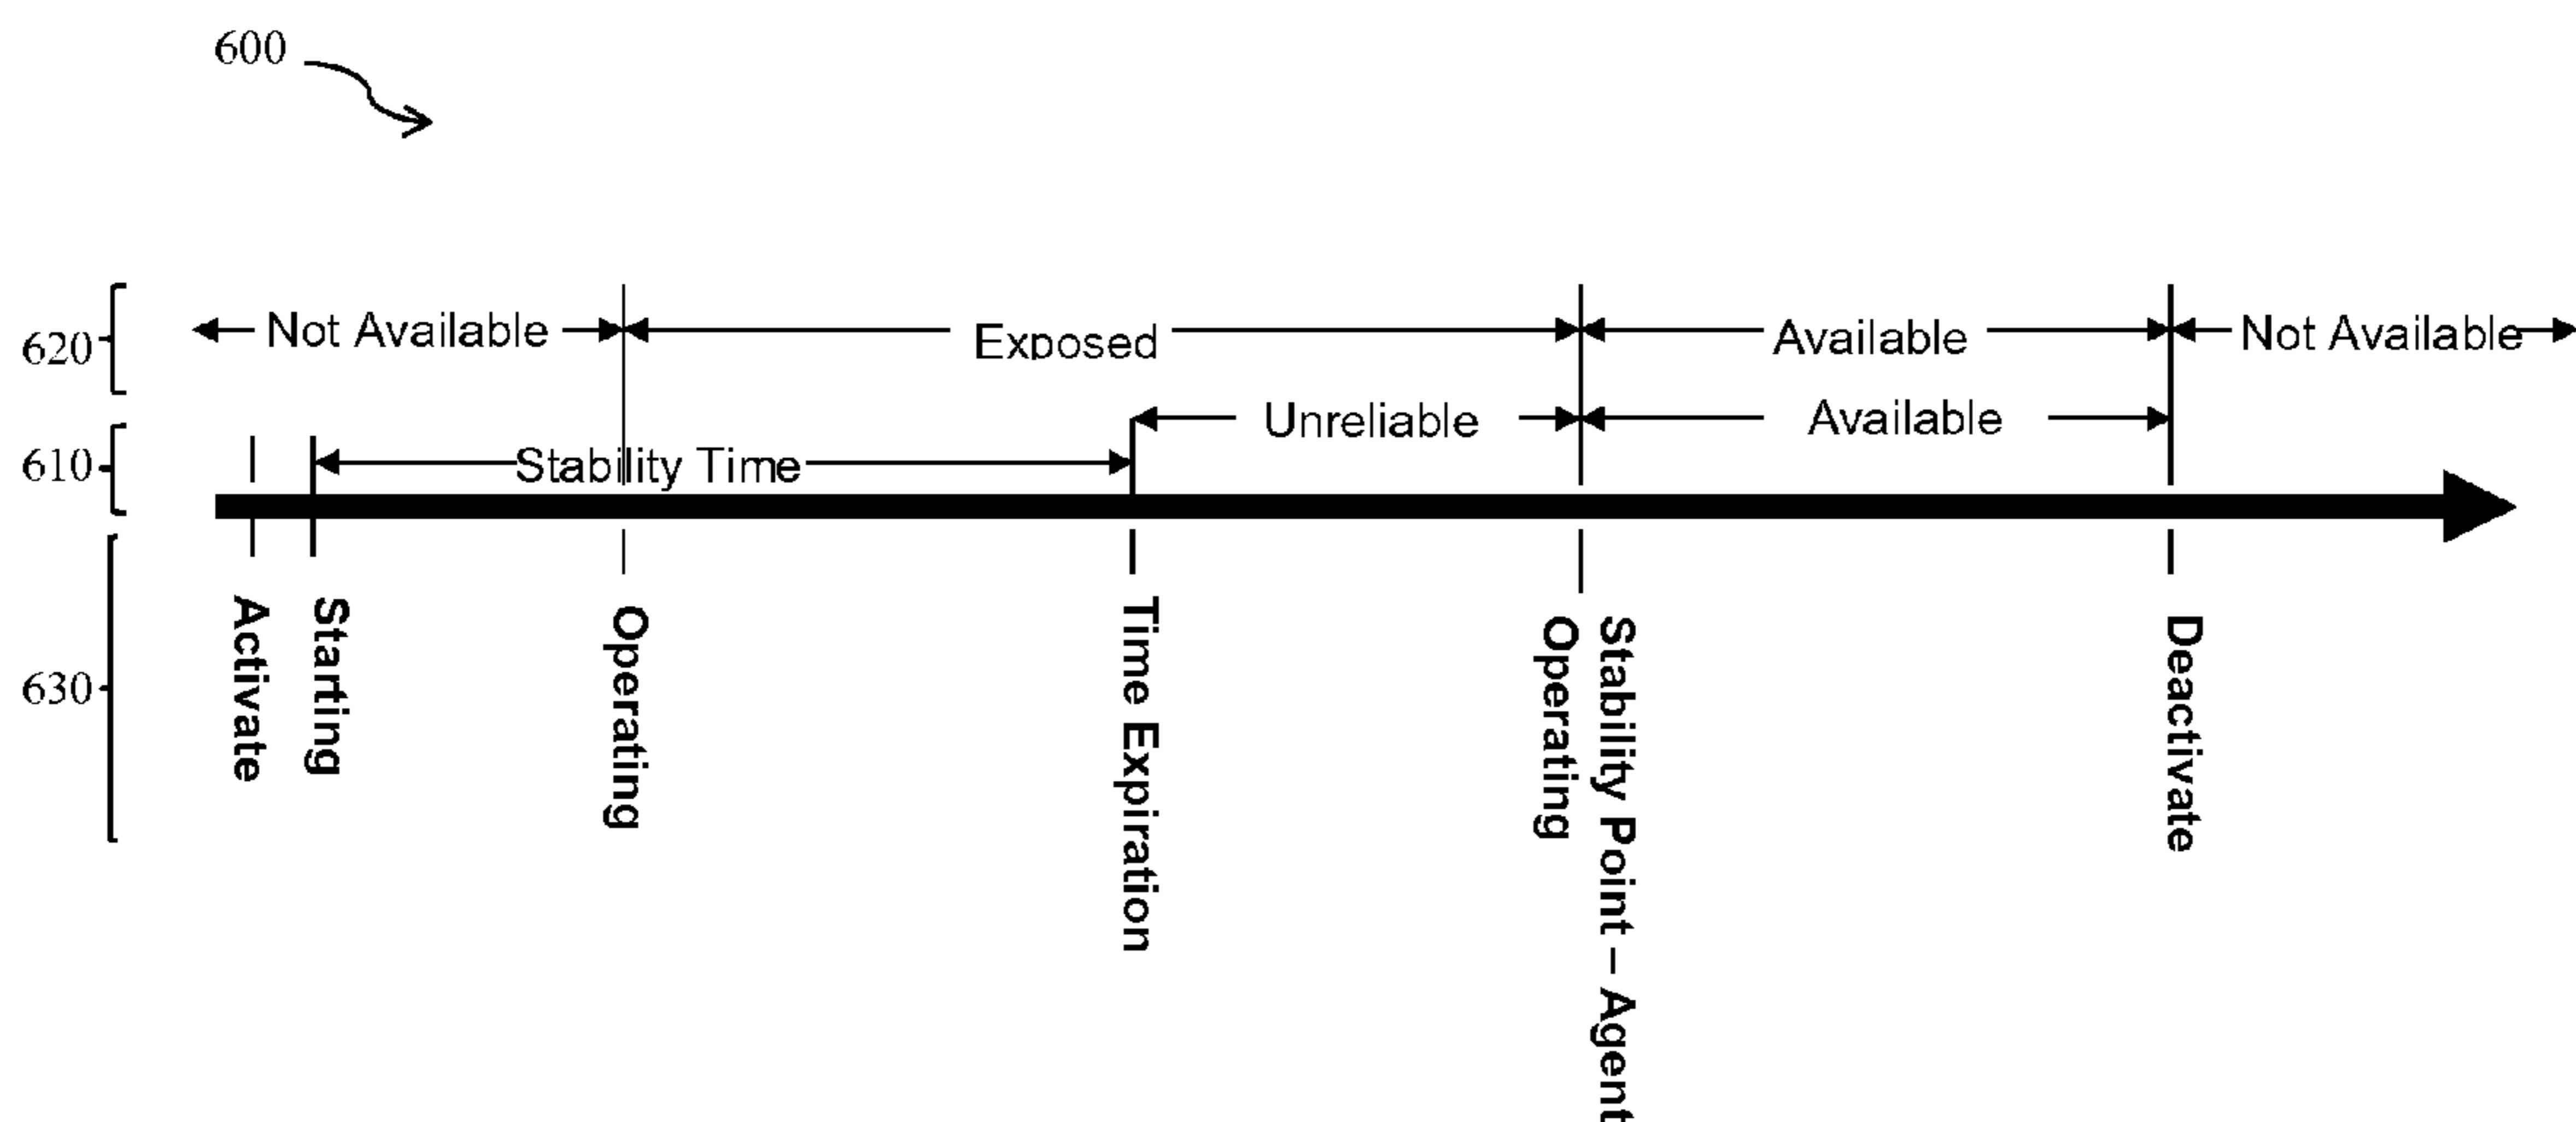 600
620
Not Available
Exposed
Available
Not Available
Unreliable
Available
610
Stability Time
630
Activate
Starting
Operating
Time Expiration
Stability Point – Agent
Operating
Deactivate